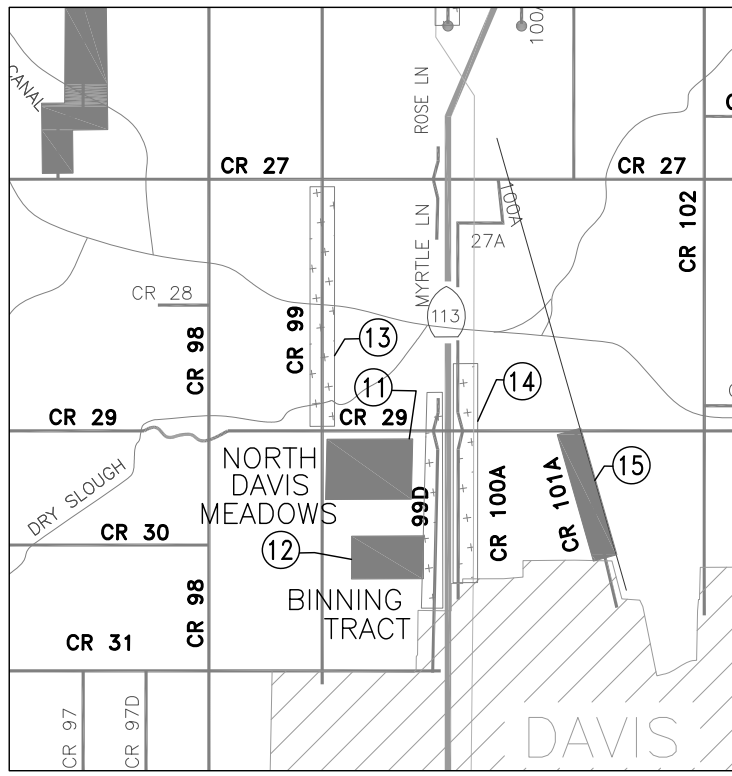 100A
ROSE LN
CANAL
CR 27
CR 27
100A
CR 102
27A
MYRTLE LN
CR 28
113
CR 99
CR 98
13
14
11
CR 29
CR 29
NORTH
DAVIS
MEADOWS
15
DRY SLOUGH
99D
CR 100A
CR 101A
CR 30
12
BINNING
TRACT
CR 98
CR 31
CR 97
CR 97D
DAVIS